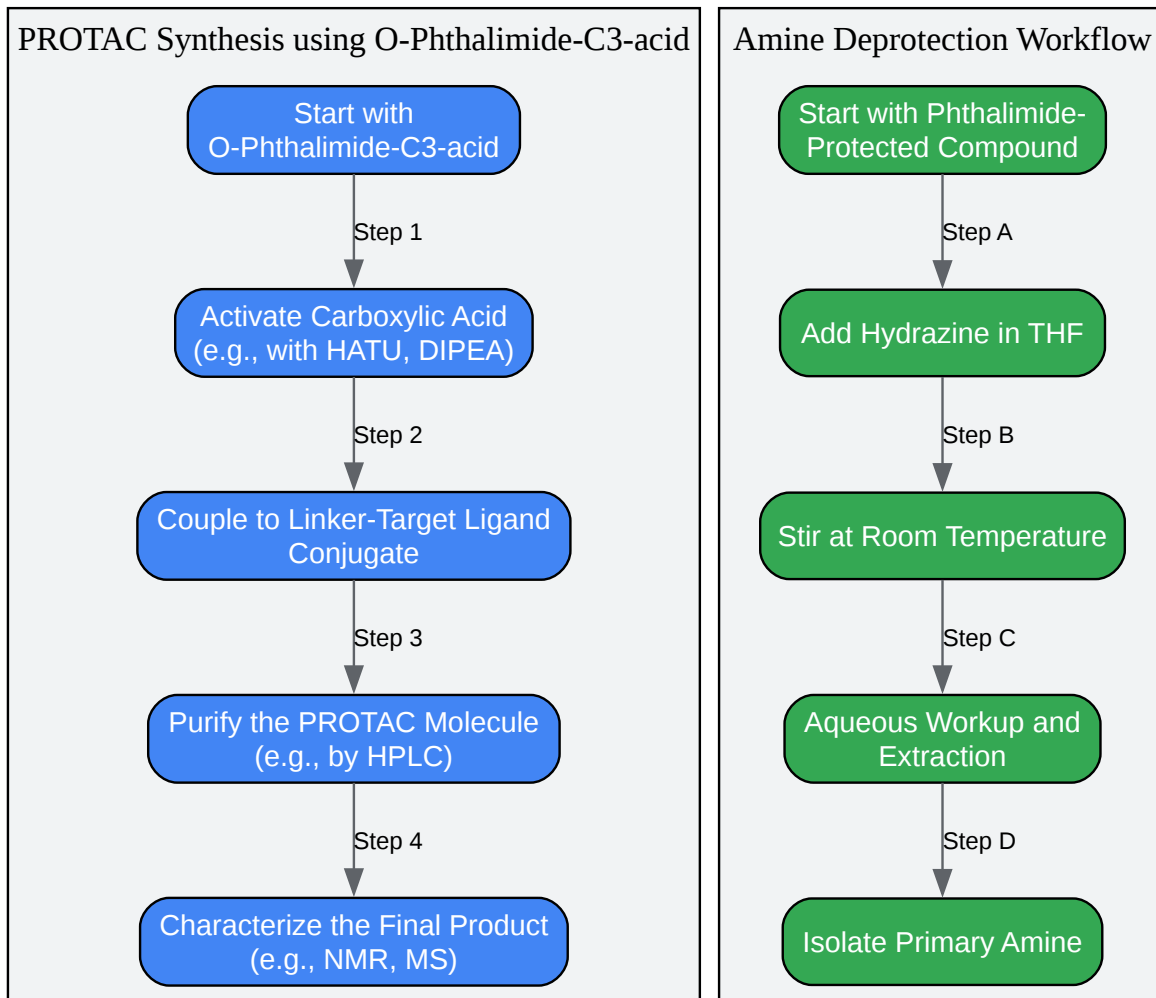 PROTAC Synthesis using O-Phthalimide-C3-acid
Start with
O-Phthalimide-C3-acid
Step 1
Activate Carboxylic Acid
(e.g., with HATU, DIPEA)
Step 2
Couple to Linker-Target Ligand
Conjugate
Step 3
Purify the PROTAC Molecule
(e.g., by HPLC)
Step 4
Characterize the Final Product
(e.g., NMR, MS)
Amine Deprotection Workflow
Start with Phthalimide-
Protected Compound
Step A
Add Hydrazine in THF
Step B
Stir at Room Temperature
Step C
Aqueous Workup and
Extraction
Step D
Isolate Primary Amine